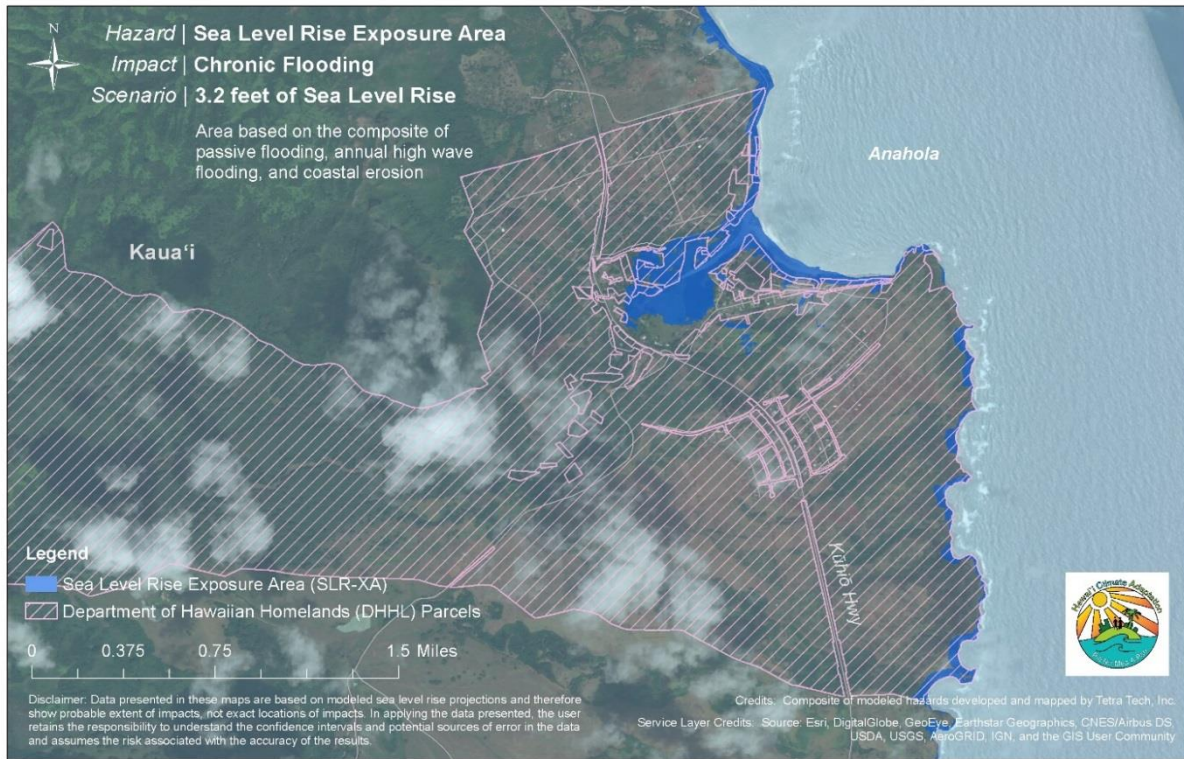 N
Hazard | Sea Level Rise Exposure Area
Impact | Chronic Flooding
Scenario | 3.2 feet of Sea Level Rise
Area based on the composite of
passive flooding, annual high wave
flooding, and coastal erosion
Anahola
Kauaʻi
Kūhiō Hwy
Legend
Sea Level Rise Exposure Area (SLR-XA)
Department of Hawaiian Homelands (DHHL) Parcels
0 0.375 0.75 1.5 Miles
Hawaiʻi Climate Adaptation
Disclaimer: Data presented in these maps are based on modeled sea level rise projections and therefore
show probable extent of impacts, not exact locations of impacts. In applying the data presented, the user
retains the responsibility to understand the confidence intervals and potential sources of error in the data
and assumes the risk associated with the accuracy of the results.
Credits: Composite of modeled hazards developed and mapped by Tetra Tech, Inc.
Service Layer Credits: Source: Esri, DigitalGlobe, GeoEye, Earthstar Geographics, CNES/Airbus DS,
USDA, USGS, AeroGRID, IGN, and the GIS User Community